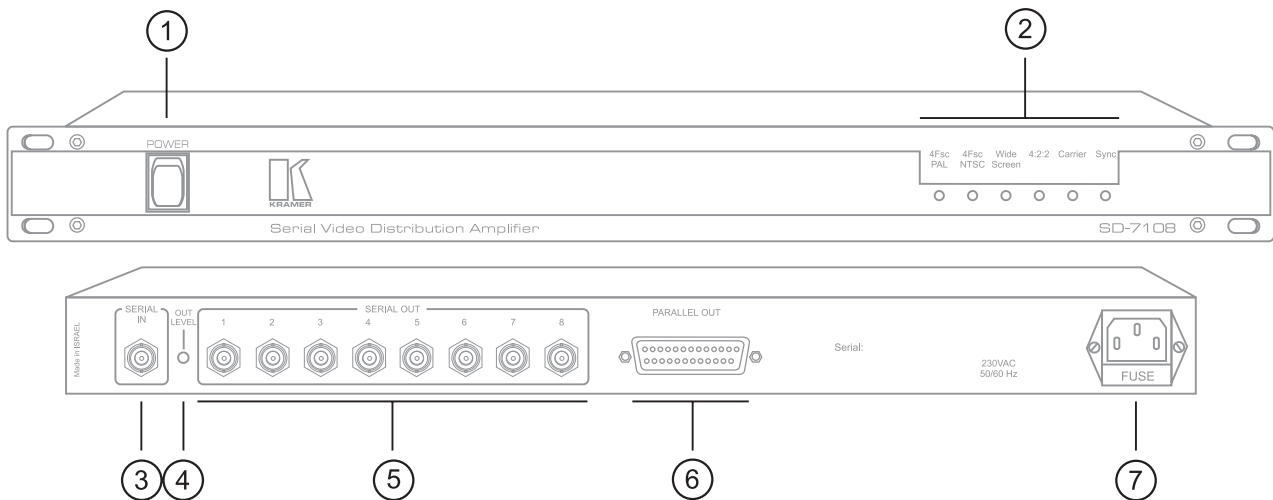 1
2
POWER
4Fsc PAL
4Fsc NTSC
Wide Screen
4:2:2
Carrier
Sync
K
KRAMER
Serial Video Distribution Amplifier
SD-7108
Made in ISRAEL
SERIAL IN
OUT LEVEL
SERIAL OUT
1 2 3 4 5 6 7 8
PARALLEL OUT
Serial:
230VAC
50/60 Hz
FUSE
3
4
5
6
7